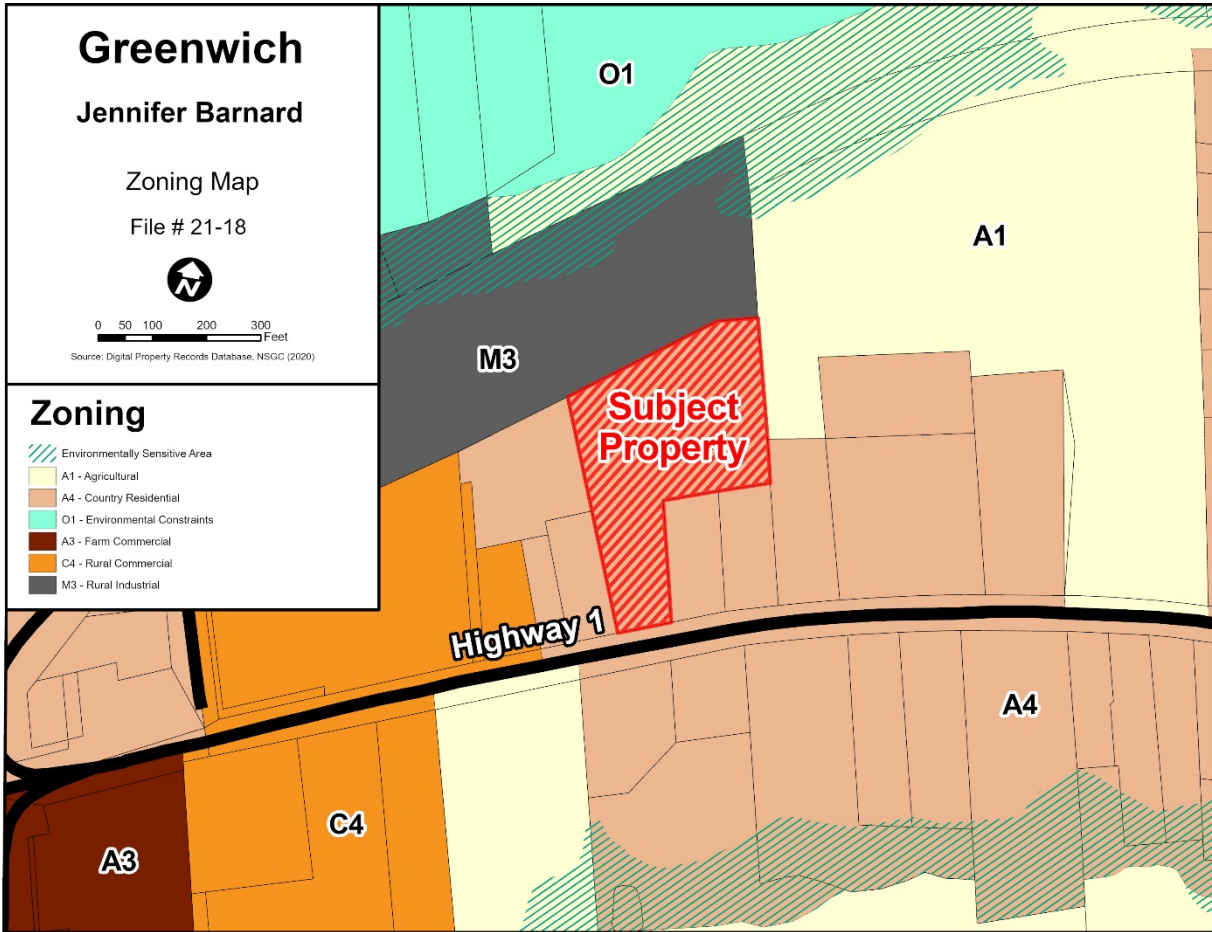 Greenwich
Jennifer Barnard
Zoning Map
File # 21-18
N
0 50 100 200 300
Feet
Source: Digital Property Records Database, NSGC (2020)
Zoning
Environmentally Sensitive Area
A1 - Agricultural
A4 - Country Residential
O1 - Environmental Constraints
A3 - Farm Commercial
C4 - Rural Commercial
M3 - Rural Industrial
O1
A1
M3
Subject
Property
Highway 1
A4
C4
A3